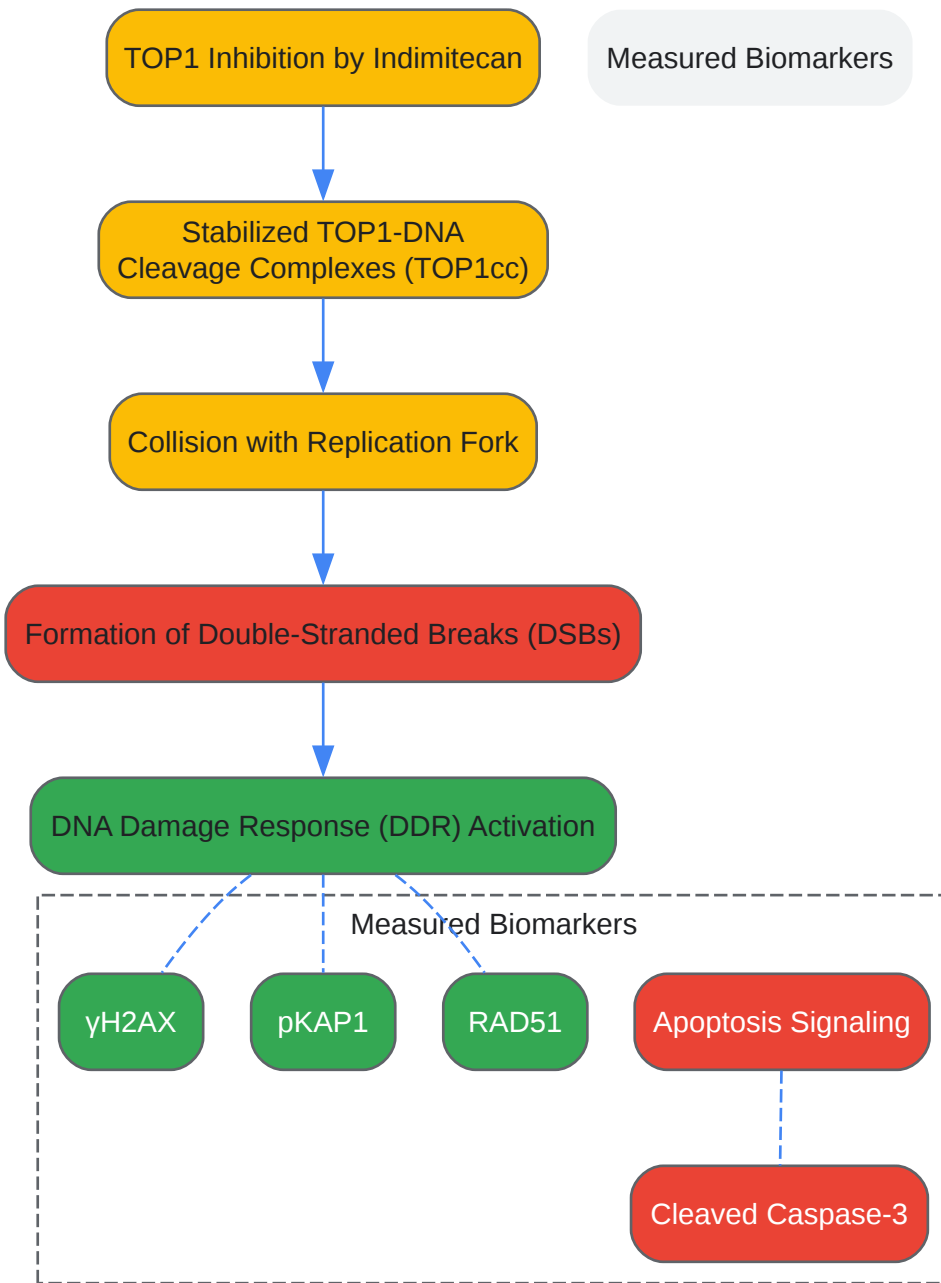 TOP1 Inhibition by Indimitecan
Measured Biomarkers
Stabilized TOP1-DNA
Cleavage Complexes (TOP1cc)
Collision with Replication Fork
Formation of Double-Stranded Breaks (DSBs)
DNA Damage Response (DDR) Activation
Measured Biomarkers
γH2AX
pKAP1
RAD51
Apoptosis Signaling
Cleaved Caspase-3